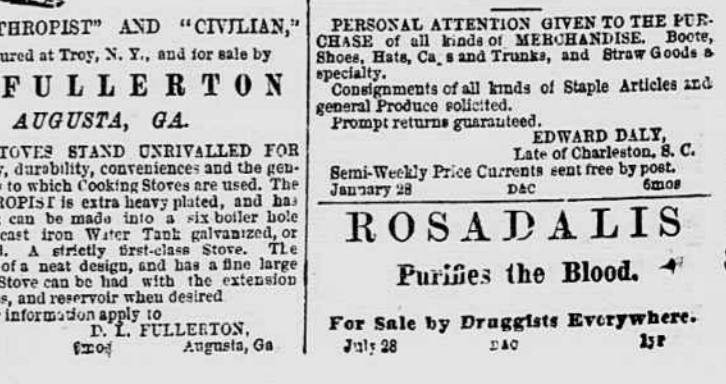 THROPIST" AND "CIVILIAN,"
ured at Troy, N. Y., and for sale by
FULLERTON
AUGUSTA, GA.
TOVES STAND UNRIVALLED FOR
y, durability, conveniences and the gen-
to which Cooking Stoves are used. The
ROPIST is extra heavy plated, and has
can be made into a six boiler hole
cast iron Water Tank galvanized, or
d. A strictly first-class Stove. The
of a neat design, and has a fine large
Stove can be had with the extension
s, and reservoir when desired
information apply to
D. L. FULLERTON,
6mos Augusta, Ga
PERSONAL ATTENTION GIVEN TO THE PUR-
CHASE of all kinds of MERCHANDISE. Boots,
Shoes, Hats, Ca,s and Trunks, and Straw Goods a
specialty.
Consignments of all kinds of Staple Articles and
general Produce solicited.
Prompt returns guaranteed.
EDWARD DALY,
Late of Charleston, S. C.
Semi-Weekly Price Currents sent free by post.
January 28 D&C 6mos
ROSADALIS
Purifies the Blood.
For Sale by Druggists Everywhere.
July 28 D&C 1yr